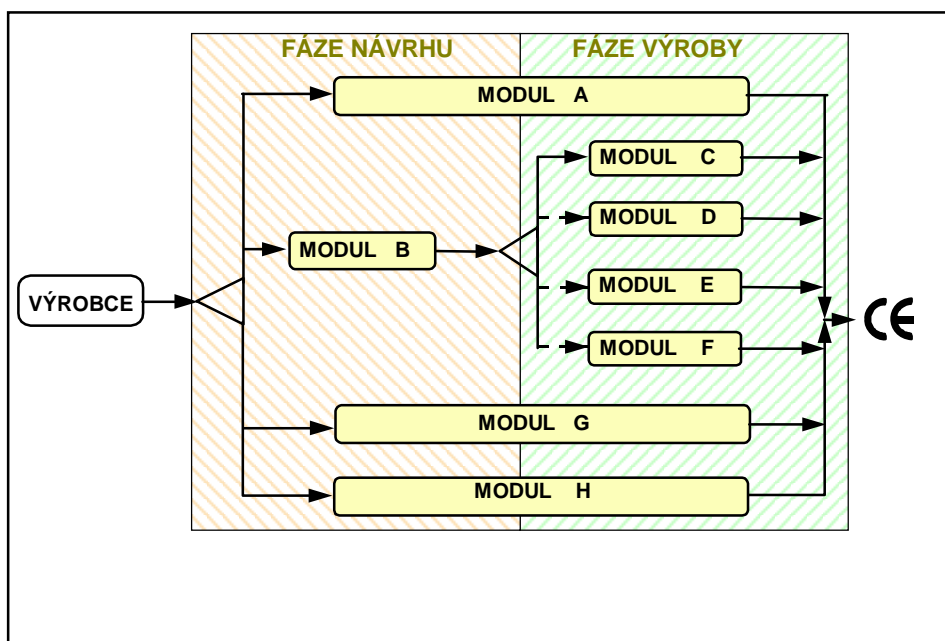 FÁZE NÁVRHU
FÁZE VÝROBY
MODUL A
MODUL C
MODUL D
MODUL B
MODUL E
VÝROBCE
CE
MODUL F
MODUL G
MODUL H